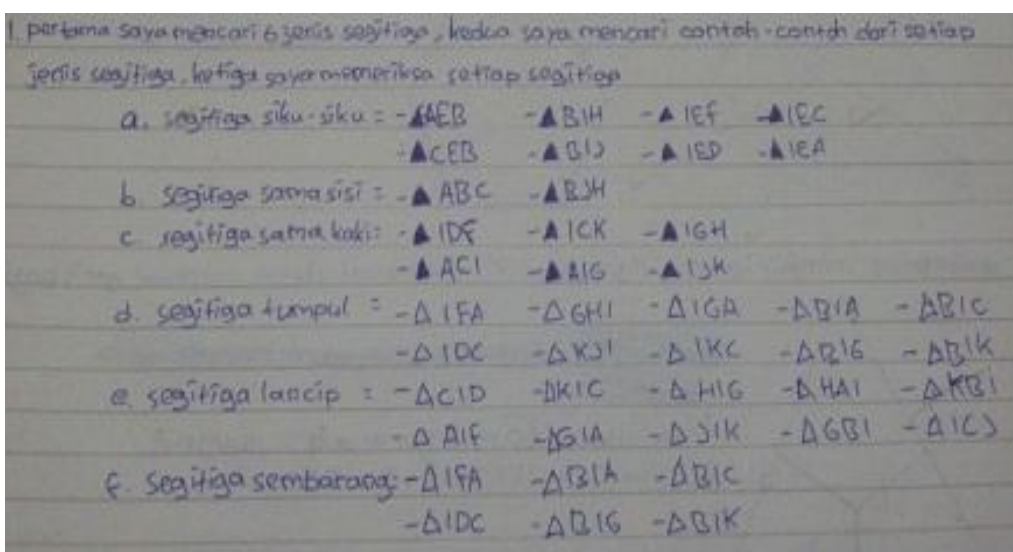 1. pertama saya mencari 6 jenis segitiga, kedua saya mencari contoh-contoh dari setiap
jenis segitiga, ketiga saya memeriksa setiap segitiga
a. segitiga siku-siku = -▲AEB -▲BIH -▲IEF -▲IEC
-▲CEB -▲BIJ -▲IED -▲IEA
b segitiga sama sisi = -▲ABC -▲BJH
c segitiga sama kaki: -▲IDF -▲ICK -▲IGH
-▲ACI -▲AIG -▲IJK
d. segitiga tumpul = -△IFA -△GHI -△IGA -△BIA -△BIC
-△IDC -△KJI -△IKC -△BIG -△BIK
e. segitiga lancip = -△CID -△KIC -△HIG -△HAI -△KBI
-△AIF -△GIA -△JIK -△GBI -△ICJ
f. segitiga sembarang: -△IFA -△BIA -△BIC
-△IDC -△BIG -△BIK